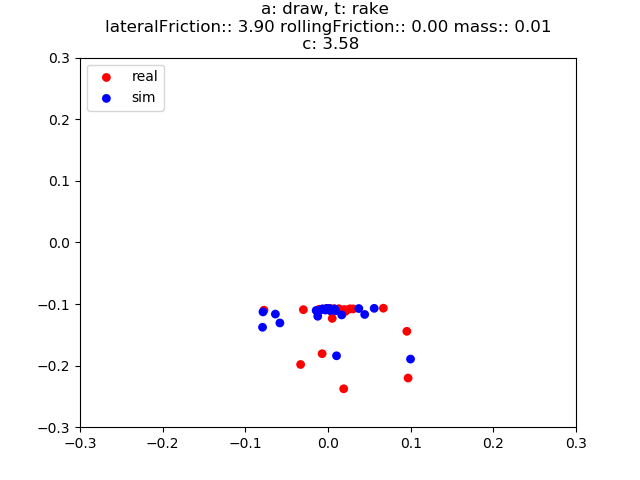 a: draw, t: rake
lateralFriction:: 3.90 rollingFriction:: 0.00 mass:: 0.01
c: 3.58
real
sim
0.3
0.2
0.1
0.0
−0.1
−0.2
−0.3
−0.3 −0.2 −0.1 0.0 0.1 0.2 0.3